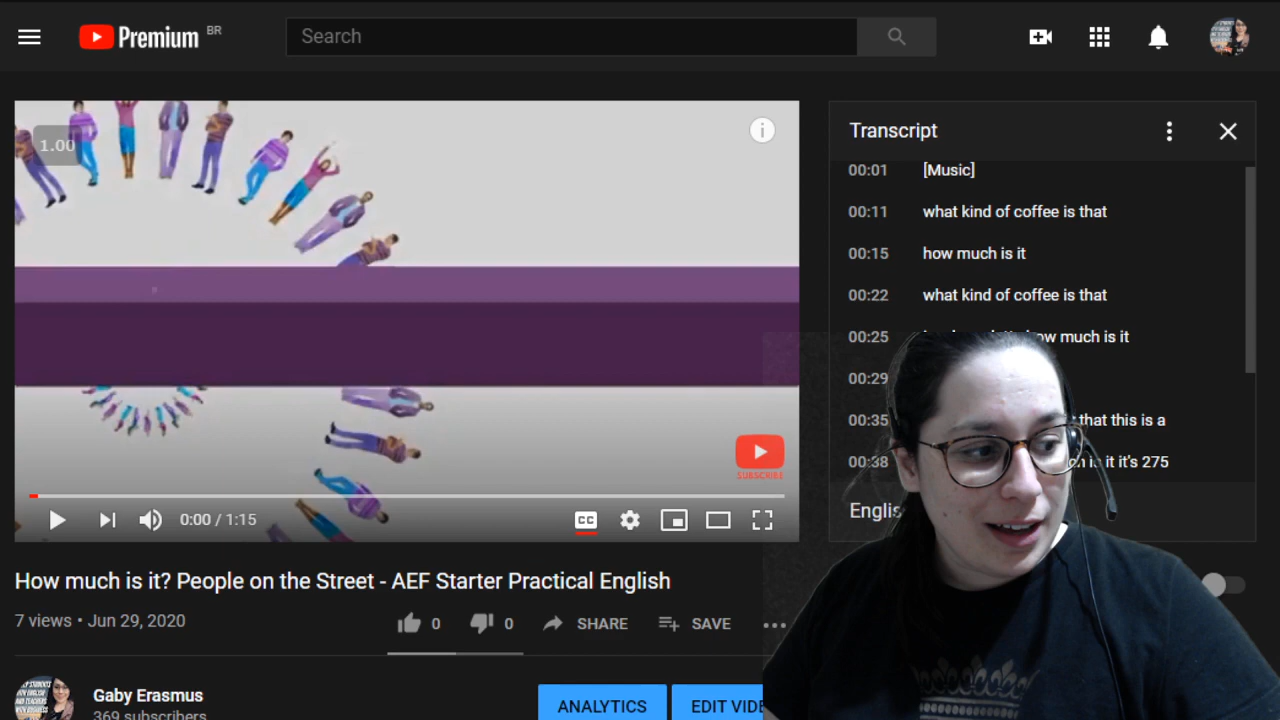 Premium BR
Search
1.00
i
Transcript
00:01 [Music]
00:11 what kind of coffee is that
00:15 how much is it
00:22 what kind of coffee is that
00:25 how much is it
00:29
00:35 that this is a
00:38 is it it's 275
Englis
SUBSCRIBE
0:00 / 1:15
CC
How much is it? People on the Street - AEF Starter Practical English
7 views • Jun 29, 2020
0 0 SHARE SAVE
Gaby Erasmus
369 subscribers
ANALYTICS
EDIT VIDE